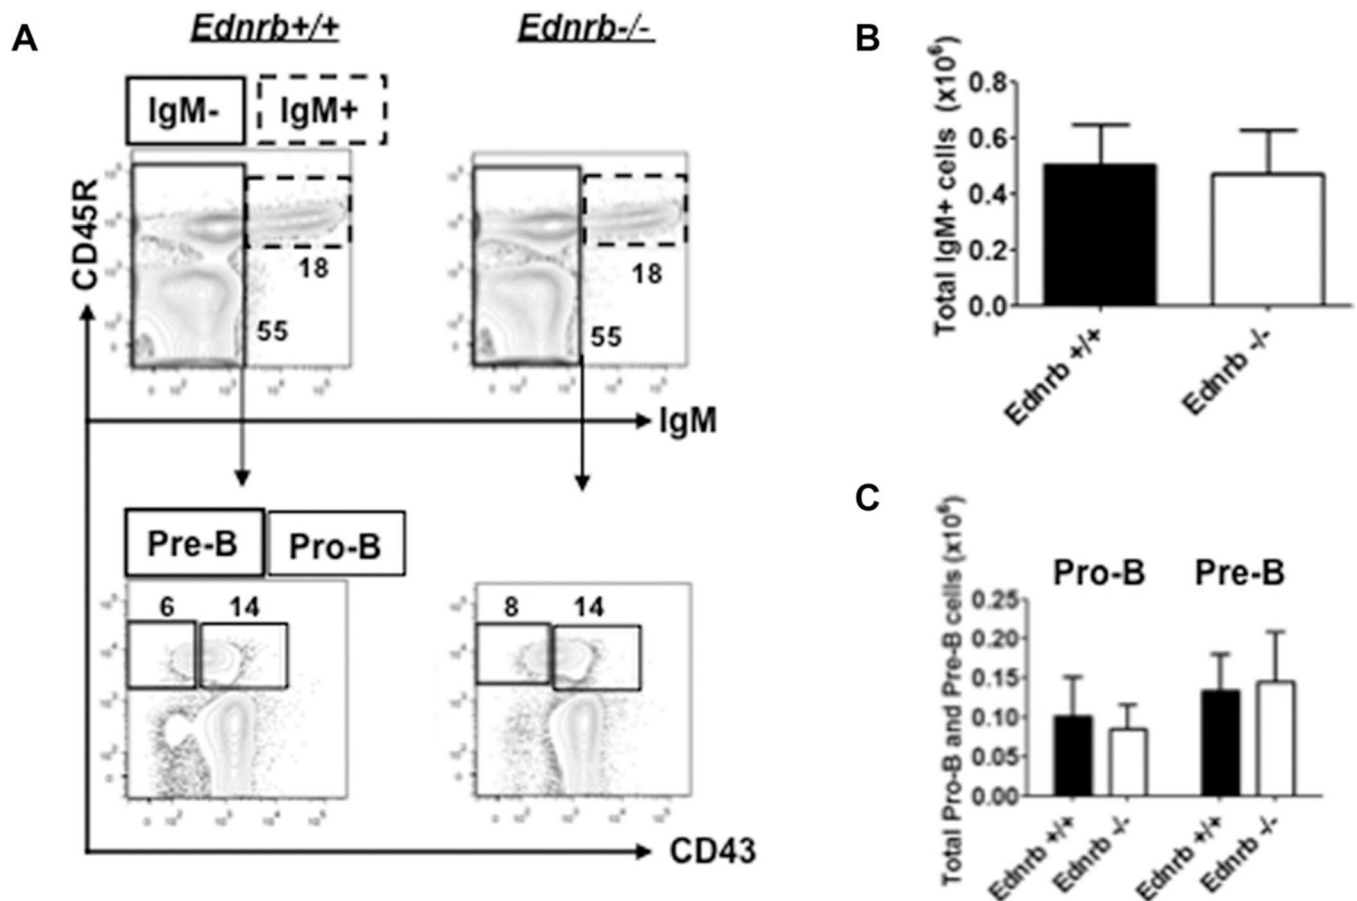 A
Ednrb+/+
Ednrb-/-
IgM-
IgM+
CD45R
18
55
18
55
IgM
Pre-B
Pro-B
6
14
8
14
CD43
B
Total IgM+ cells (x10⁶)
0.8
0.6
0.4
0.2
0.0
Ednrb +/+
Ednrb -/-
C
Total Pro-B and Pre-B cells (x10⁶)
Pro-B
Pre-B
0.25
0.20
0.15
0.10
0.05
0.00
Ednrb +/+
Ednrb -/-
Ednrb +/+
Ednrb -/-